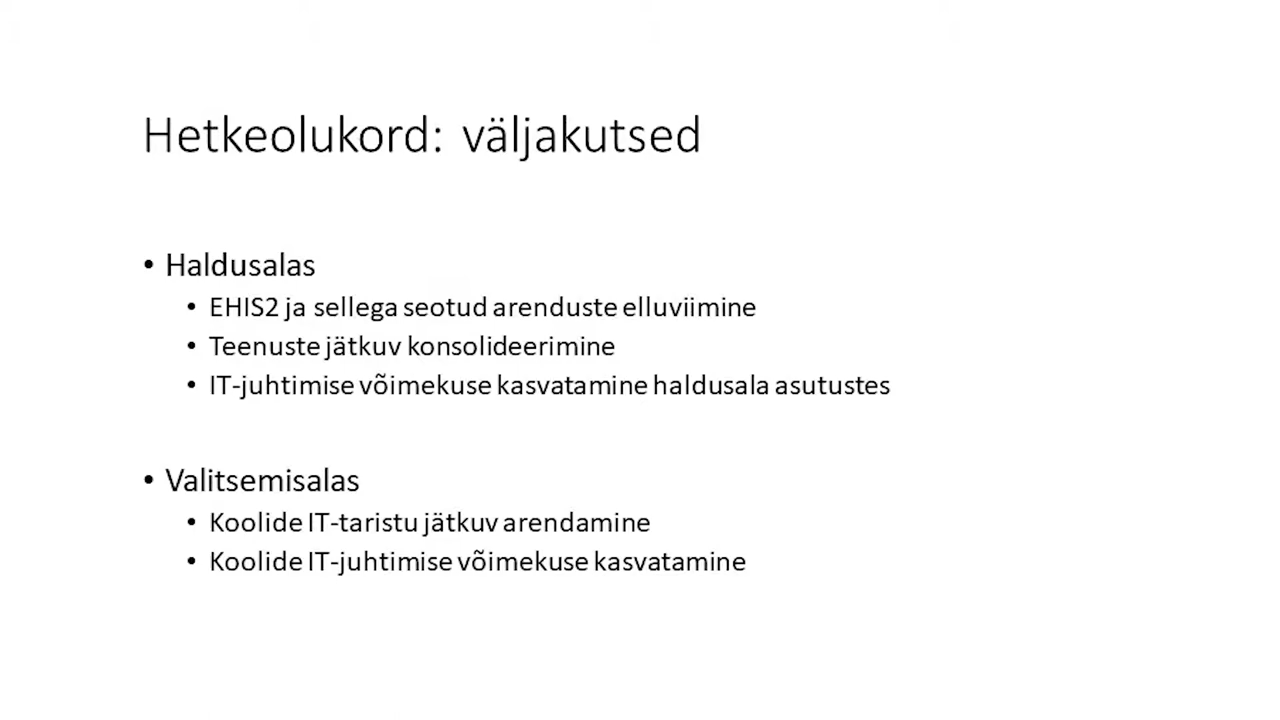 Hetkeolukord: väljakutsed
• Haldusalas
• EHIS2 ja sellega seotud arenduste elluviimine
• Teenuste jätkuv konsolideerimine
• IT-juhtimise võimekuse kasvatamine haldusala asutustes
• Valitsemisalas
• Koolide IT-taristu jätkuv arendamine
• Koolide IT-juhtimise võimekuse kasvatamine